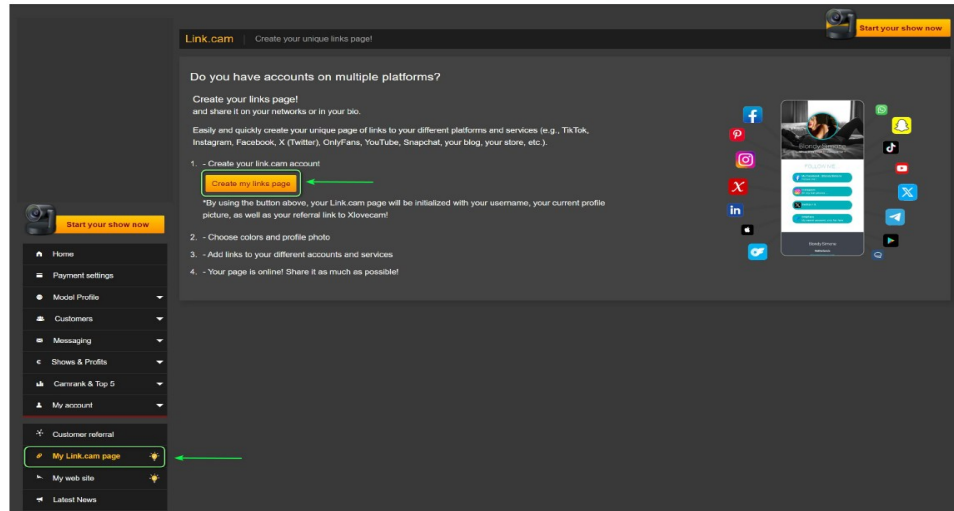 Start your show now
Link.cam
Create your unique links page!
Do you have accounts on multiple platforms?
Create your links page!
and share it on your networks or in your bio.
Easily and quickly create your unique page of links to your different platforms and services (e.g., TikTok,
Instagram, Facebook, X (Twitter), OnlyFans, YouTube, Snapchat, your blog, your store, etc.).
1. - Create your link.cam account
Create my links page
*By using the button above, your Link.cam page will be initialized with your username, your current profile
picture, as well as your referral link to Xlovecam!
2. - Choose colors and profile photo
3. - Add links to your different accounts and services
4. - Your page is online! Share it as much as possible!
FOLLOW ME
Start your show now
Home
Payment settings
Model Profile
Customers
Messaging
Shows & Profits
Camrank & Top 5
My account
Customer referral
My Link.cam page
My web site
Latest News